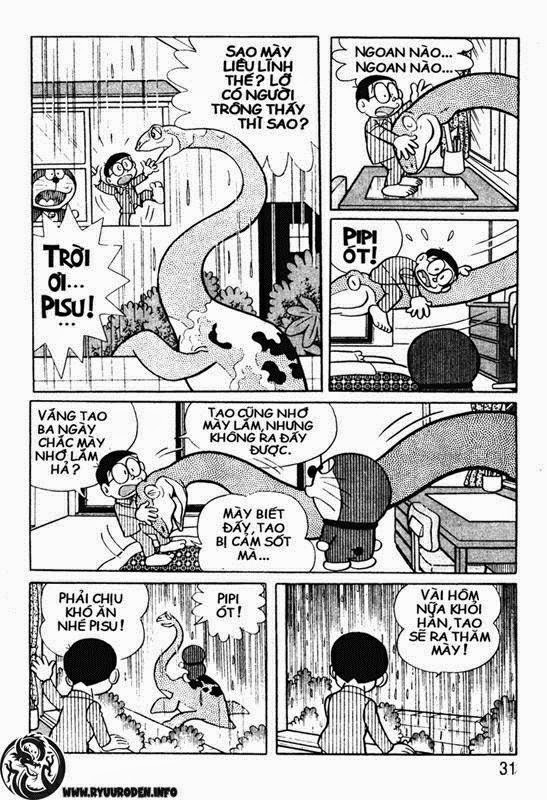 SAO MÀY
LIỀU LĨNH
THẾ? LỠ
CÓ NGƯỜI
TRÔNG THẤY
THÌ SAO?
TRỜI
ƠI...
PISU!
...
NGOAN NÀO...
NGOAN NÀO...
PIPI
ÓT!
VẮNG TAO
BA NGÀY
CHẮC MÀY
NHỚ LẮM
HẢ?
TAO CŨNG NHỚ
MÀY LẮM, NHƯNG
KHÔNG RA ĐẤY
ĐƯỢC.
MÀY BIẾT
ĐẤY, TAO
BỊ CẢM SỐT
MÀ...
PHẢI CHỊU
KHÓ ĂN
NHÉ PISU!
PIPI
ÓT!
VÀI HÔM
NỮA KHỎI
HẲN, TAO
SẼ RA THĂM
MÀY!
31
WWW.RYUURODEN.INFO